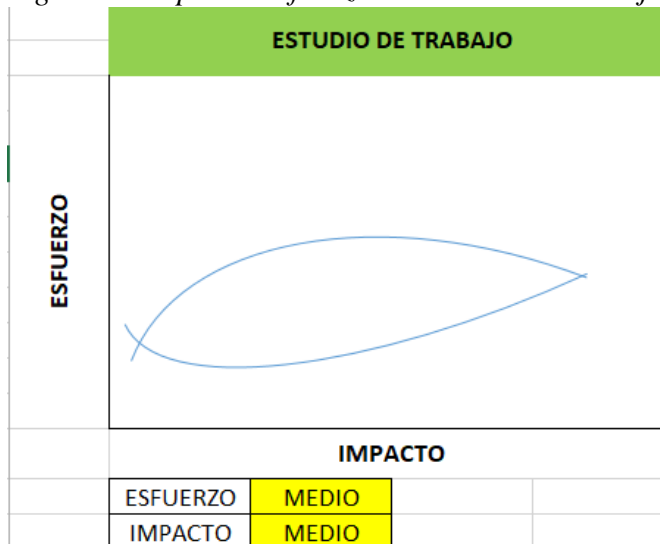 ESTUDIO DE TRABAJO
ESFUERZO
IMPACTO
ESFUERZO MEDIO
IMPACTO MEDIO